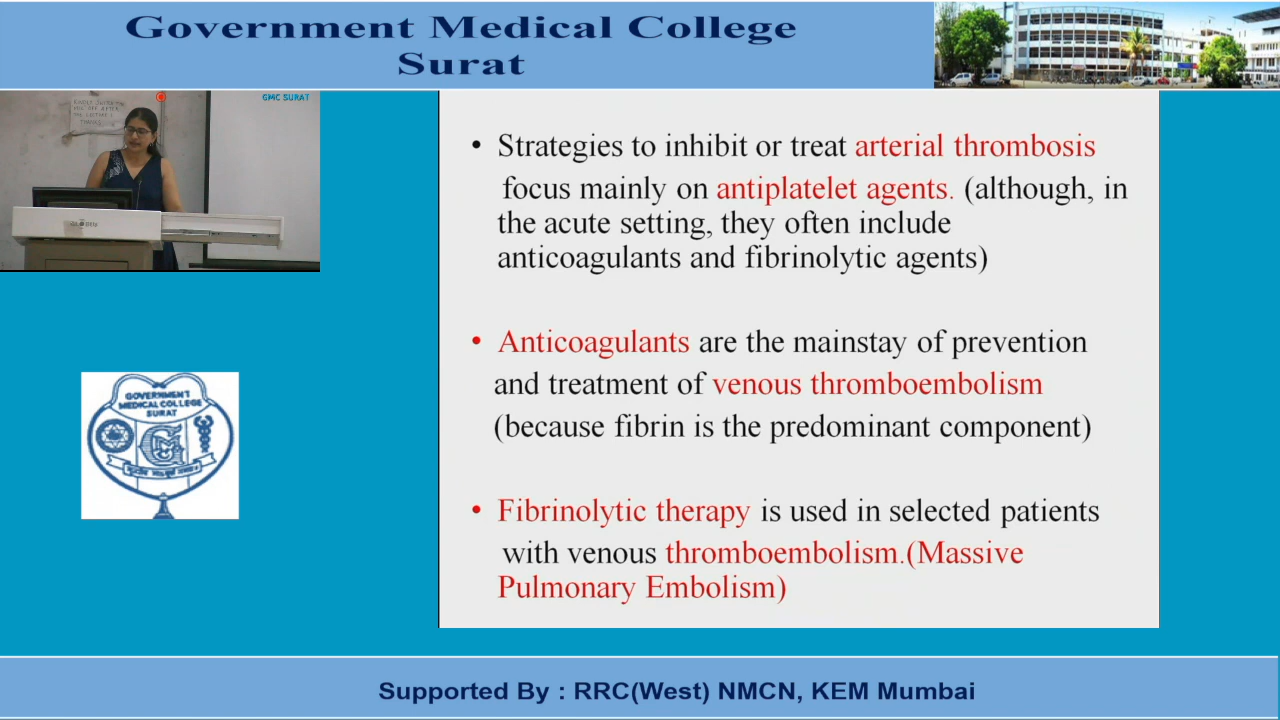 Government Medical College
Surat
GMC SURAT
• Strategies to inhibit or treat arterial thrombosis
focus mainly on antiplatelet agents. (although, in
the acute setting, they often include
anticoagulants and fibrinolytic agents)
• Anticoagulants are the mainstay of prevention
and treatment of venous thromboembolism
(because fibrin is the predominant component)
• Fibrinolytic therapy is used in selected patients
with venous thromboembolism.(Massive
Pulmonary Embolism)
GOVERNMENT
MEDICAL COLLEGE
SURAT
Supported By : RRC(West) NMCN, KEM Mumbai